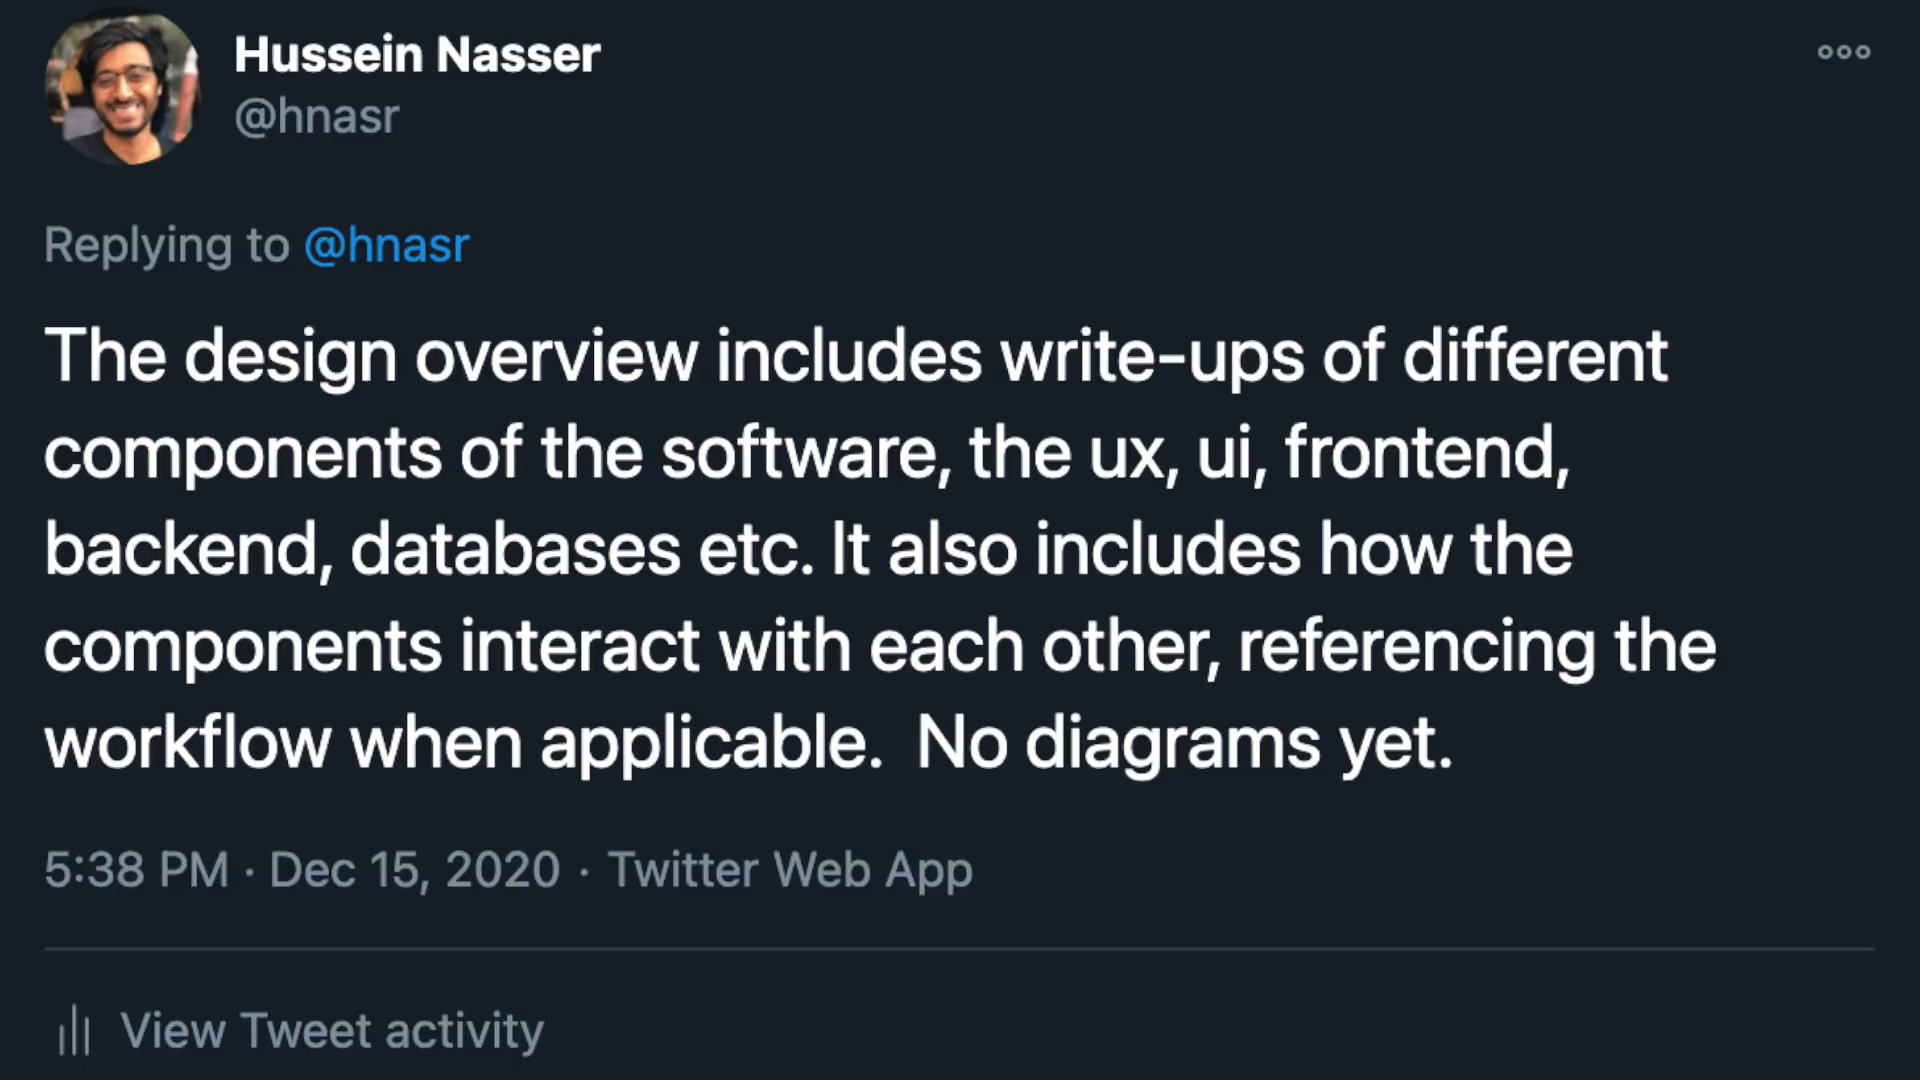 Hussein Nasser
@hnasr
Replying to @hnasr
The design overview includes write-ups of different
components of the software, the ux, ui, frontend,
backend, databases etc. It also includes how the
components interact with each other, referencing the
workflow when applicable.  No diagrams yet.
5:38 PM · Dec 15, 2020 · Twitter Web App
View Tweet activity